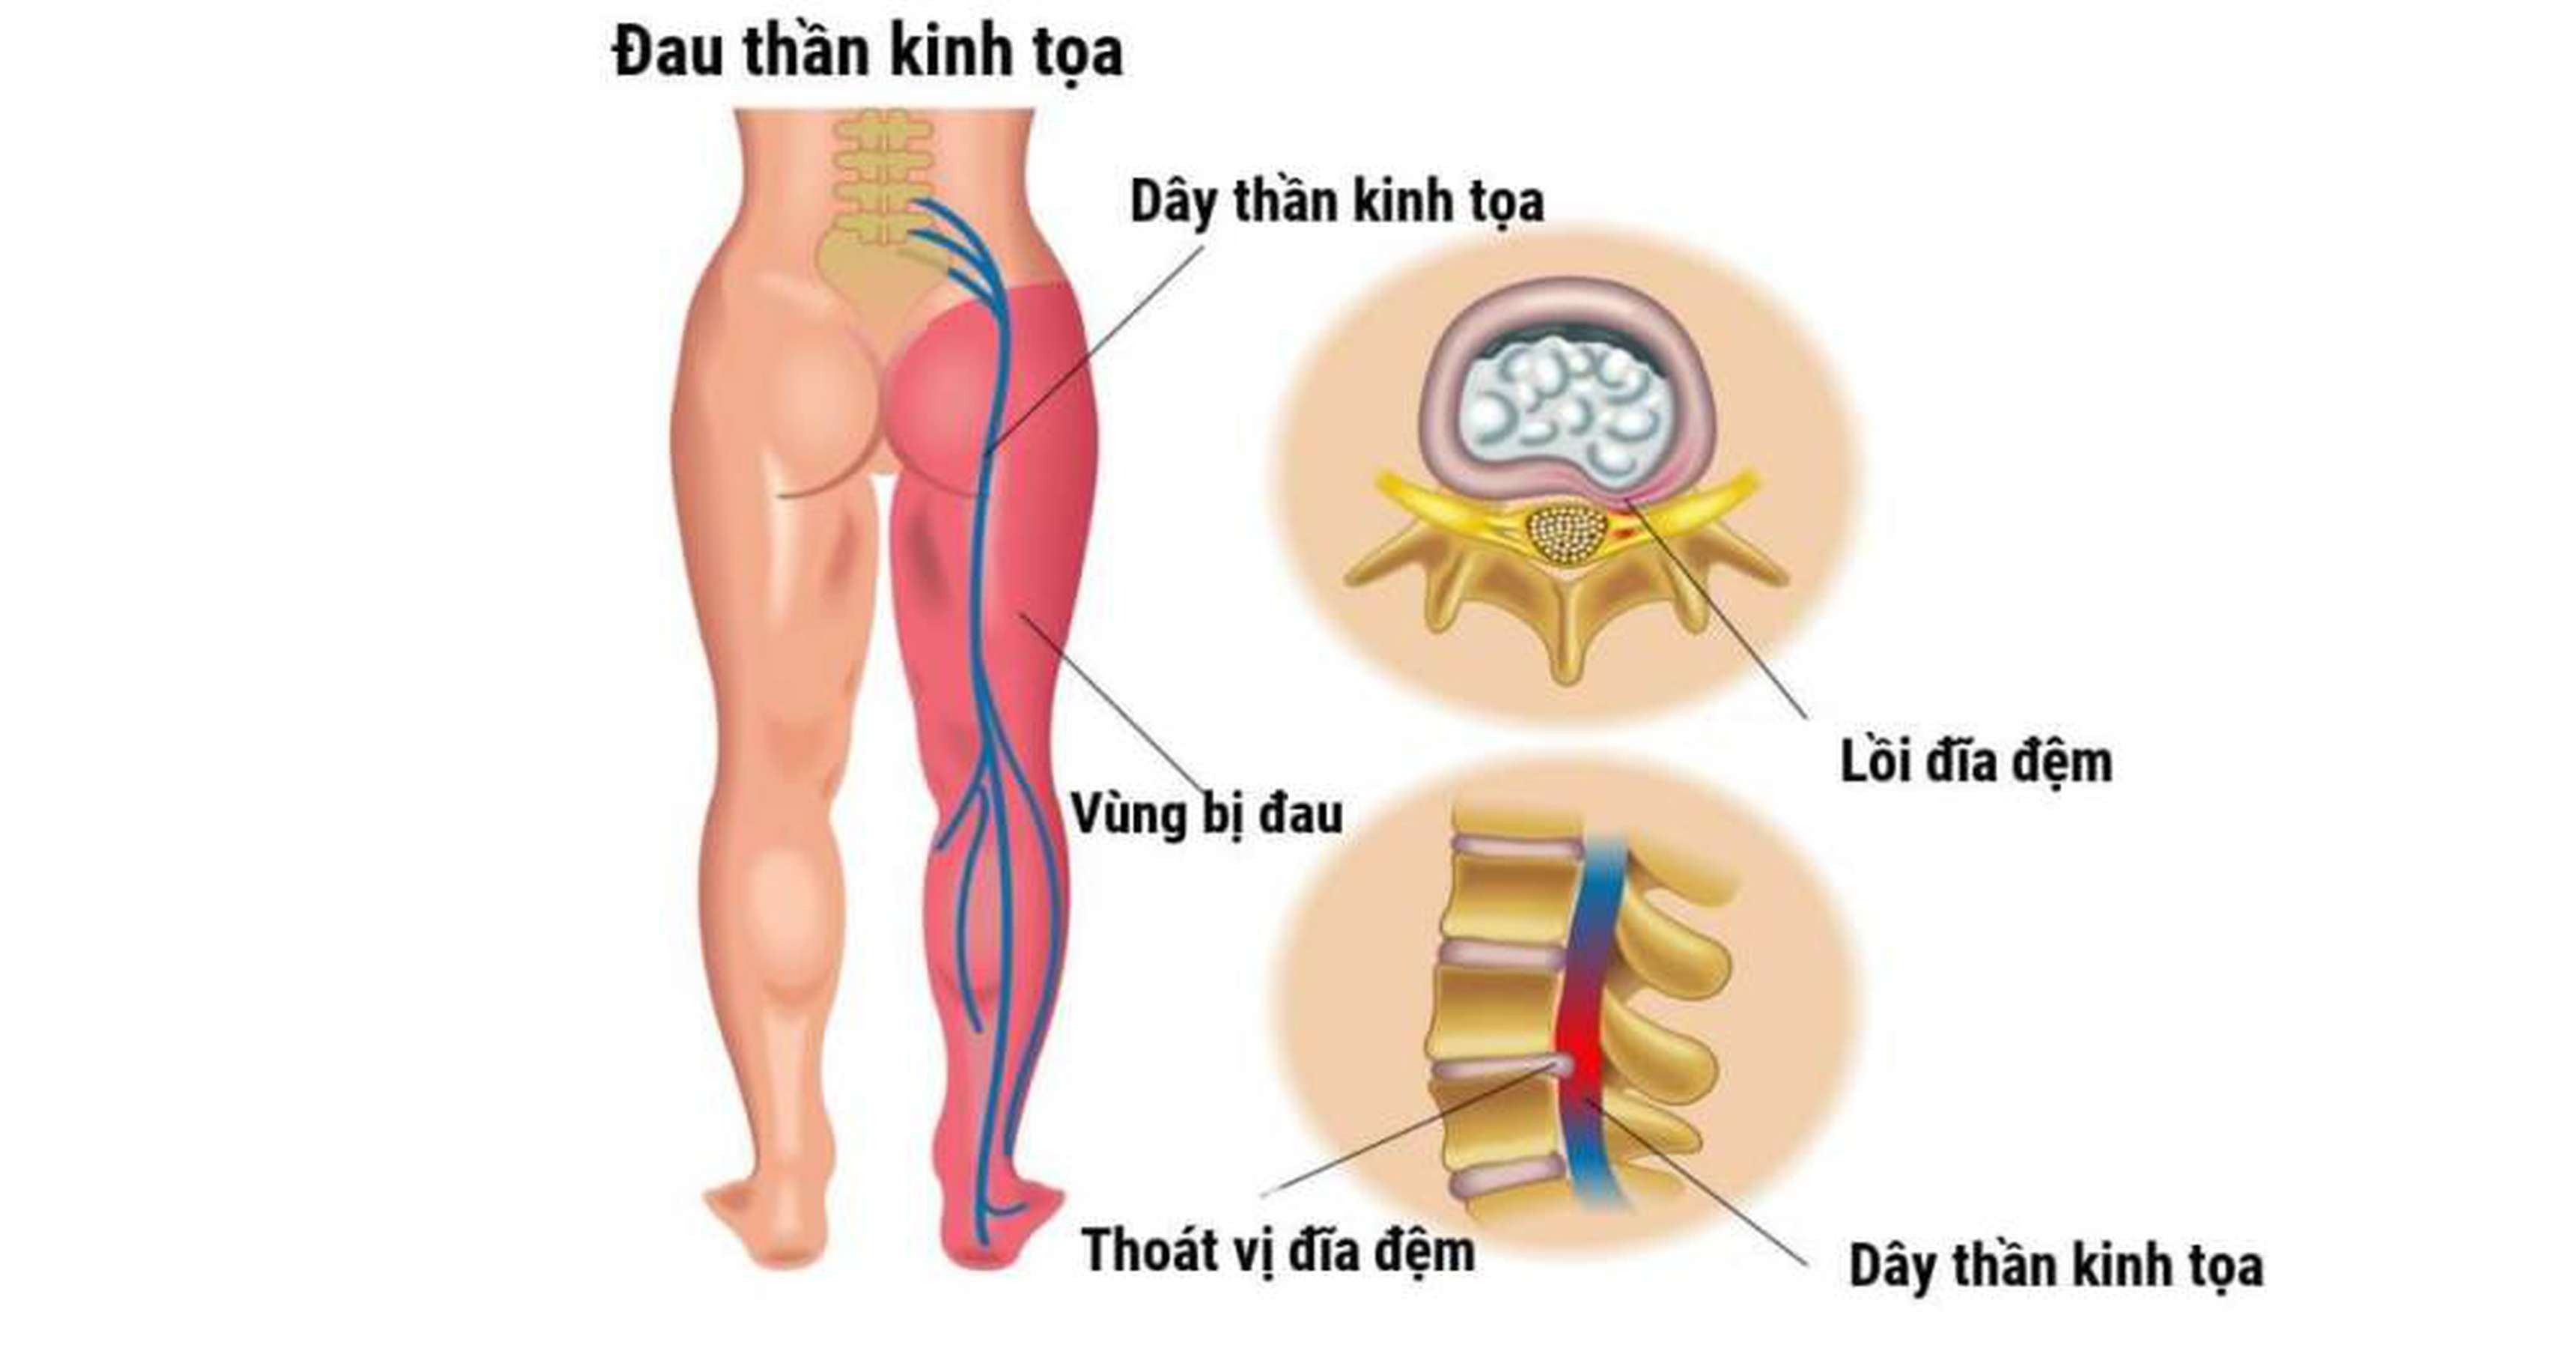 Đau thần kinh tọa
Dây thần kinh tọa
Lồi đĩa đệm
Vùng bị đau
Thoát vị đĩa đệm
Dây thần kinh tọa